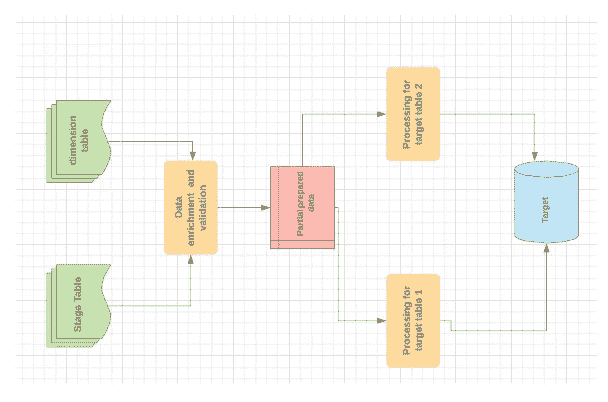 dimension
table
Stage Table
Data
enrichment and
validation
Partial prepared
data
Processing for
target table 2
Processing for
target table 1
Target